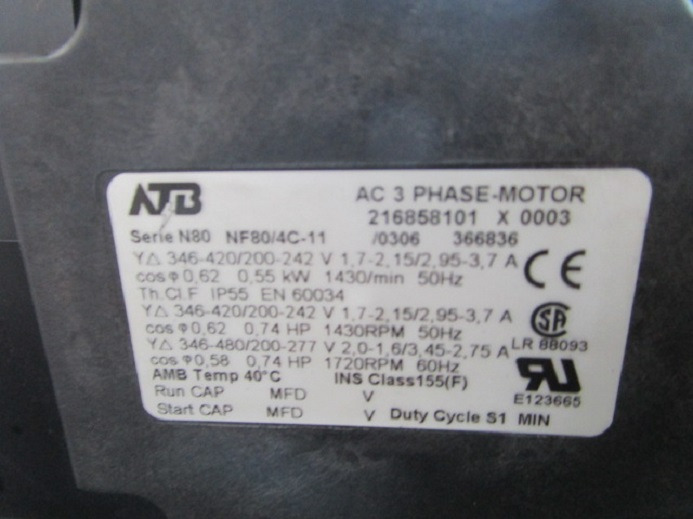 ATB AC 3 PHASE-MOTOR
216858101 X 0003
Serie N80 NF80/4C-11 /0306 366836
Y△ 346-420/200-242 V 1,7-2,15/2,95-3,7 A
cos φ 0,62 0,55 kW 1430/min 50Hz
Th.Cl.F IP55 EN 60034
Y△ 346-420/200-242 V 1,7-2,15/2,95-3,7 A
cos φ 0,62 0,74 HP 1430RPM 50Hz
Y△ 346-480/200-277 V 2,0-1,6/3,45-2,75 A
cos φ 0,58 0,74 HP 1720RPM 60Hz
AMB Temp 40°C INS Class155(F)
Run CAP MFD V
Start CAP MFD V Duty Cycle S1 MIN
CE
SA
LR 88093
RU
E123665